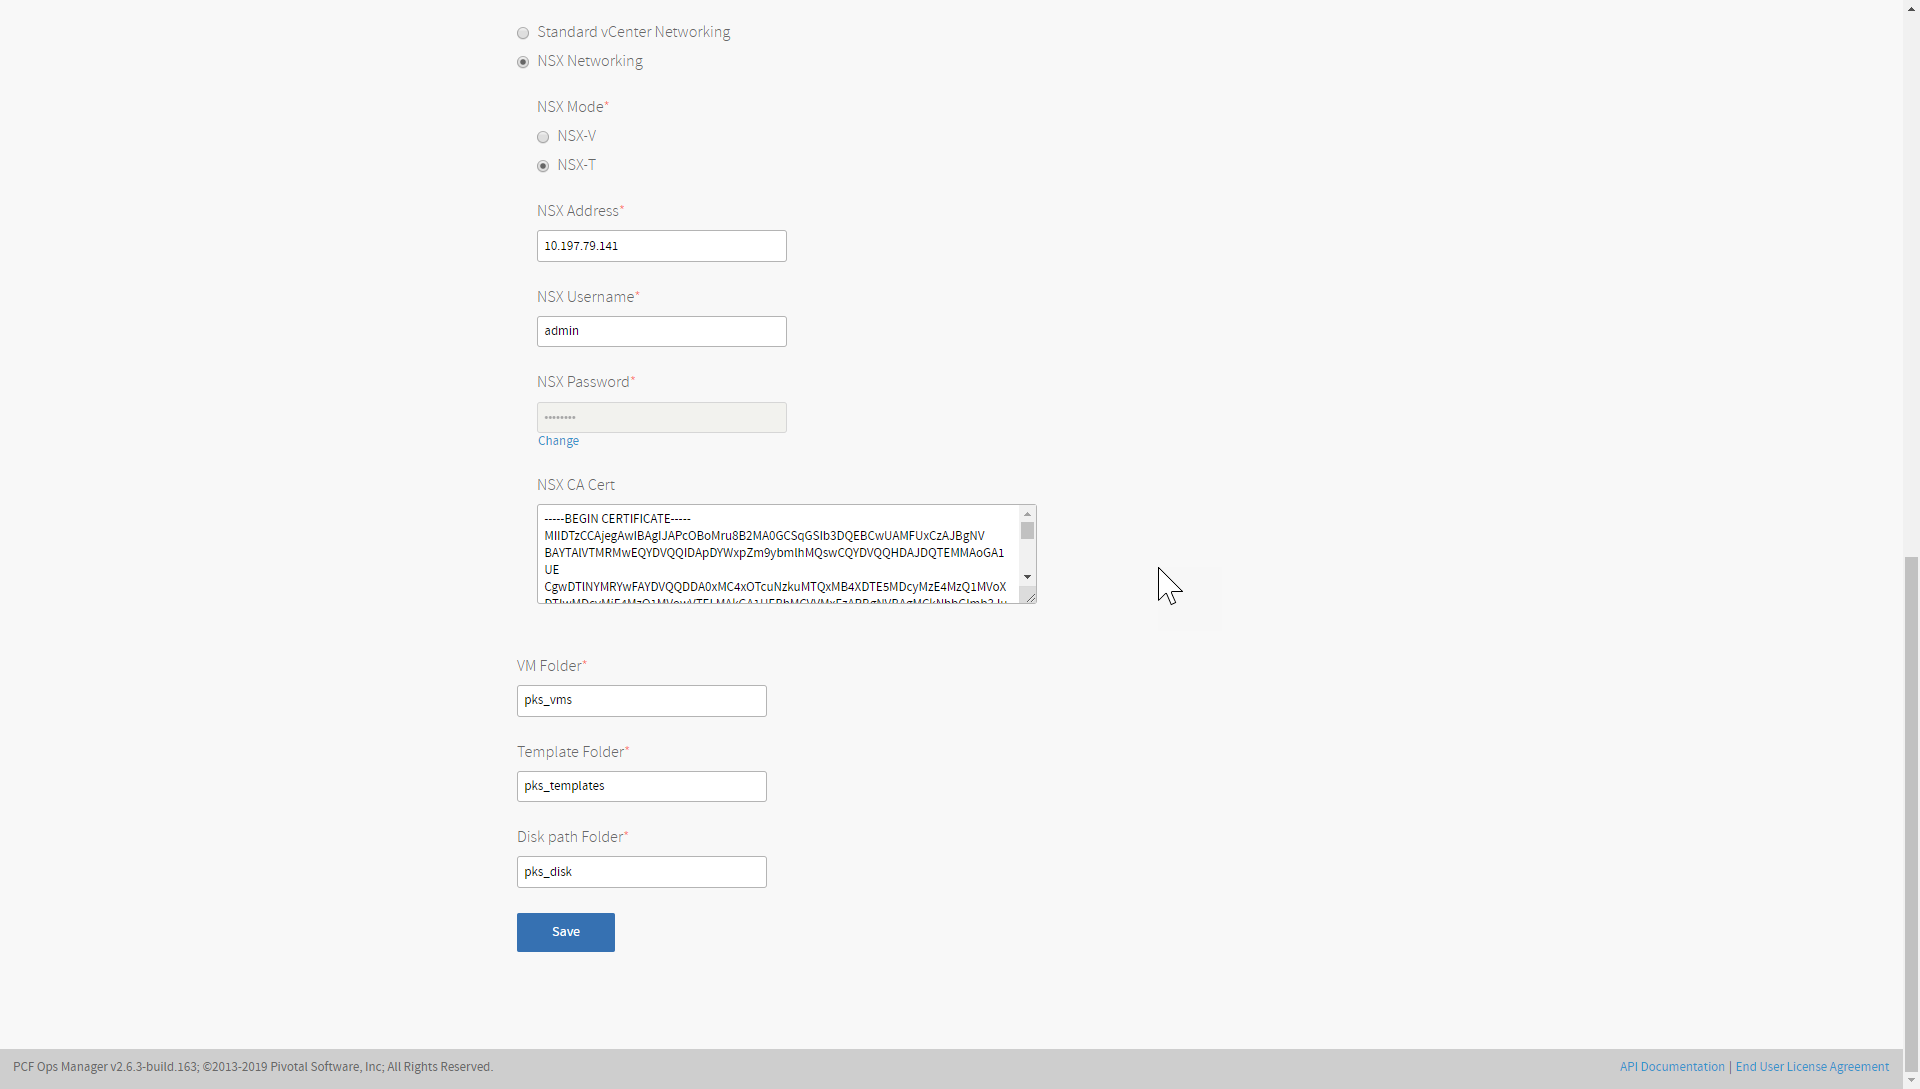 Standard vCenter Networking
NSX Networking
NSX Mode*
NSX-V
NSX-T
NSX Address*
10.197.79.141
NSX Username*
admin
NSX Password*
••••••••
Change
NSX CA Cert
-----BEGIN CERTIFICATE-----
MIIDTzCCAjegAwIBAgIJAPcOBoMru8B2MA0GCSqGSIb3DQEBCwUAMFUxCzAJBgNV
BAYTAlVTMRMwEQYDVQQIDApDYWxpZm9ybmlhMQswCQYDVQQHDAJDQTEMMAoGA1
UE
CgwDTlNYMRYwFAYDVQQDDA0xMC4xOTcuNzkuMTQxMB4XDTE5MDcyMzE4MzQ1MVoX
VM Folder*
pks_vms
Template Folder*
pks_templates
Disk path Folder*
pks_disk
Save
PCF Ops Manager v2.6.3-build.163; ©2013-2019 Pivotal Software, Inc; All Rights Reserved.
API Documentation | End User License Agreement